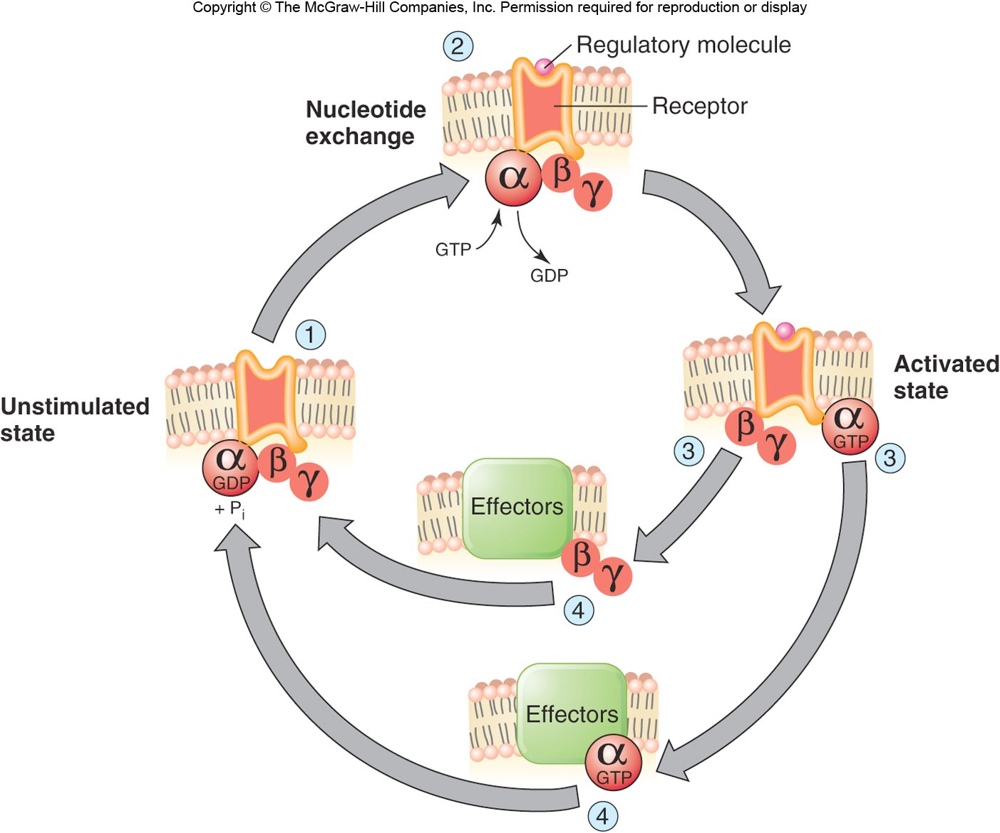 Copyright © The McGraw-Hill Companies, Inc. Permission required for reproduction or display
2
Regulatory molecule
Nucleotide
exchange
Receptor
α
β
γ
GTP
GDP
1
Unstimulated
state
α
GDP
β
γ
+ Pi
Activated
state
β
γ
α
GTP
3
3
Effectors
β
γ
4
Effectors
α
GTP
4